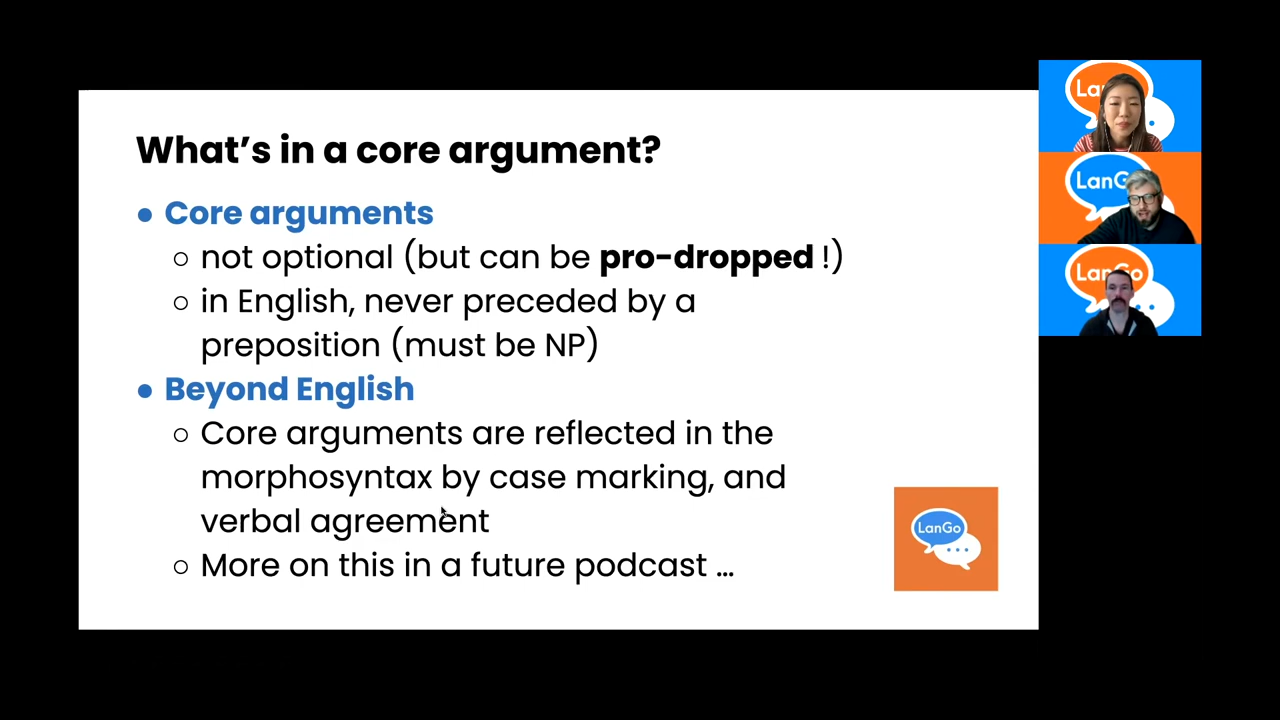 What's in a core argument?
● Core arguments
○ not optional (but can be pro-dropped !)
○ in English, never preceded by a
preposition (must be NP)
● Beyond English
○ Core arguments are reflected in the
morphosyntax by case marking, and
verbal agreement
○ More on this in a future podcast ...
LanGo
La
LanG
LanGo